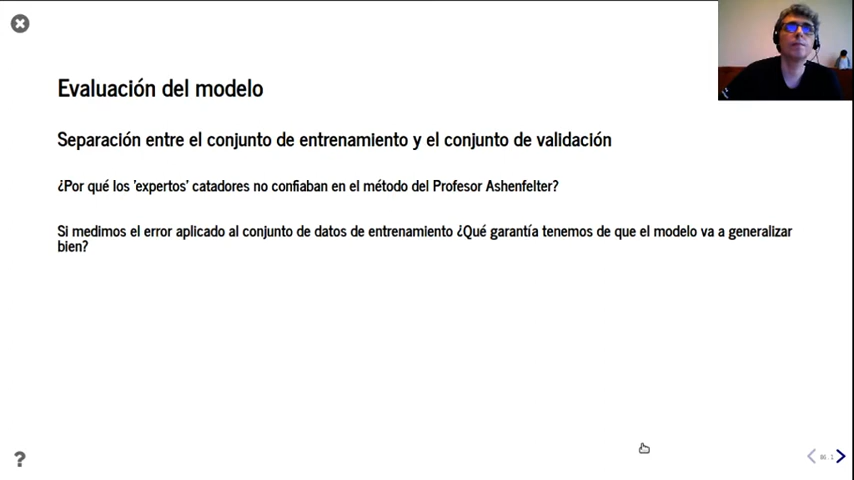 Evaluación del modelo
Separación entre el conjunto de entrenamiento y el conjunto de validación
¿Por qué los 'expertos' catadores no confiaban en el método del Profesor Ashenfelter?
Si medimos el error aplicado al conjunto de datos de entrenamiento ¿Qué garantía tenemos de que el modelo va a generalizar
bien?
?
86.1